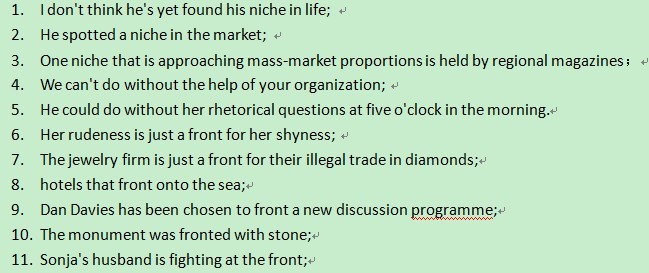 1. I don't think he's yet found his niche in life;
2. He spotted a niche in the market;
3. One niche that is approaching mass-market proportions is held by regional magazines；
4. We can't do without the help of your organization;
5. He could do without her rhetorical questions at five o'clock in the morning.
6. Her rudeness is just a front for her shyness;
7. The jewelry firm is just a front for their illegal trade in diamonds;
8. hotels that front onto the sea;
9. Dan Davies has been chosen to front a new discussion programme;
10. The monument was fronted with stone;
11. Sonja's husband is fighting at the front;